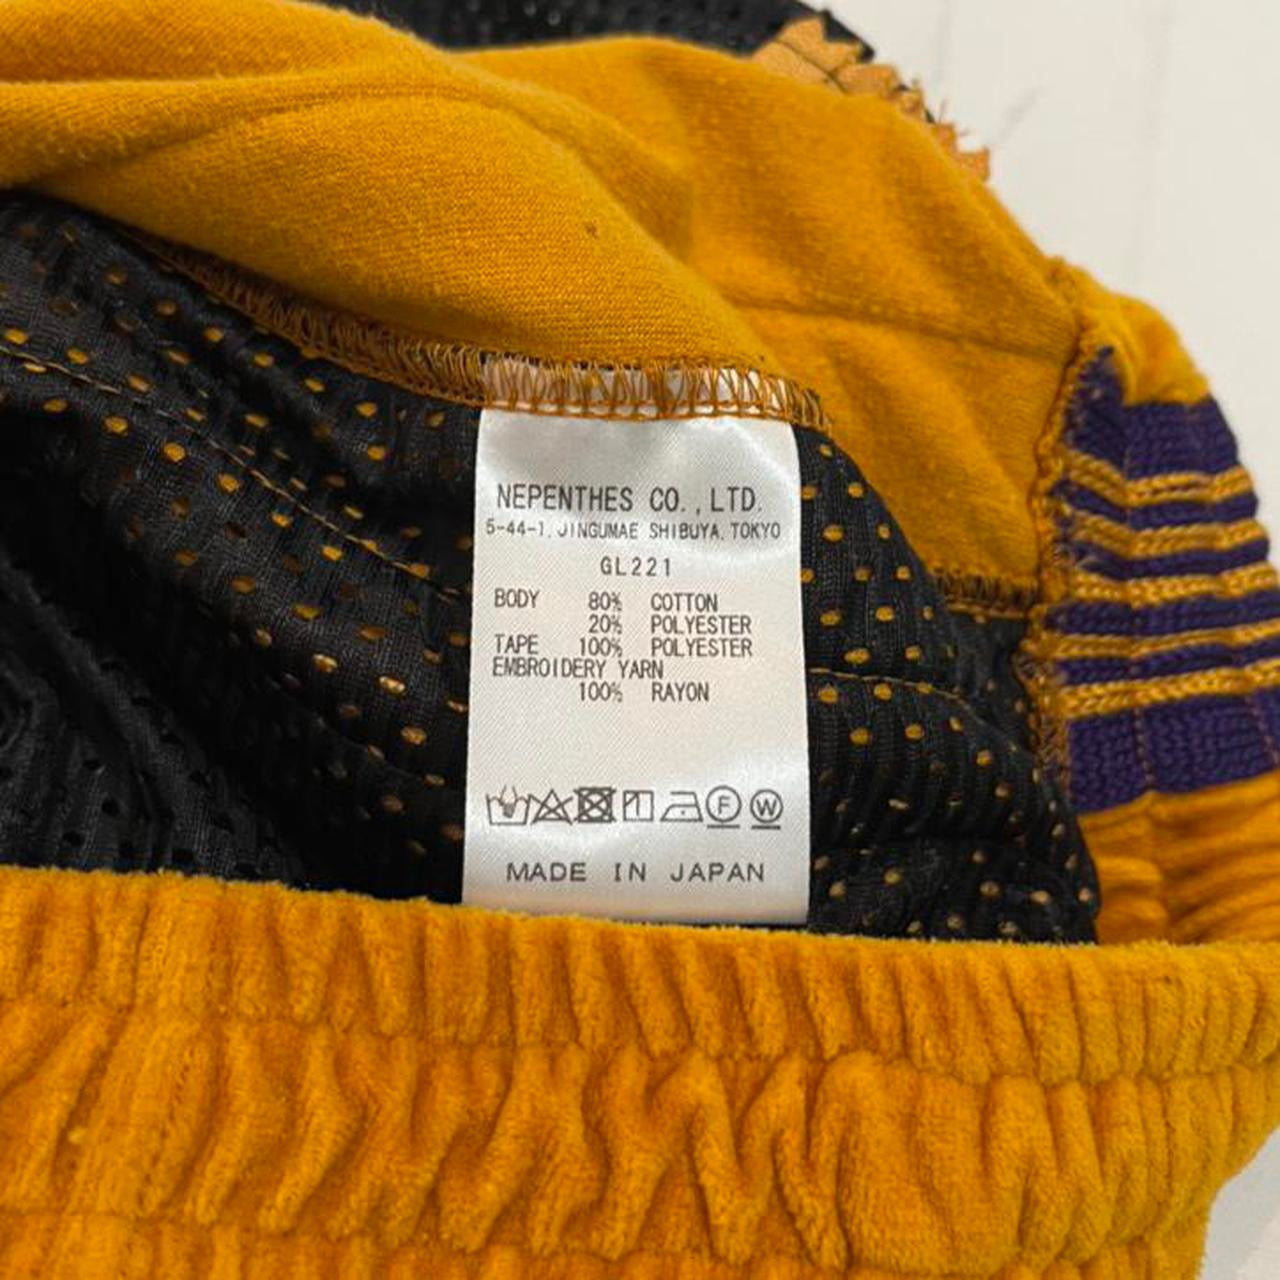 NEPENTHES CO.,LTD.
5-44-1, JINGUMAE SHIBUYA, TOKYO
GL221
BODY 80% COTTON
20% POLYESTER
TAPE 100% POLYESTER
EMBROIDERY YARN
100% RAYON
F W
MADE IN JAPAN